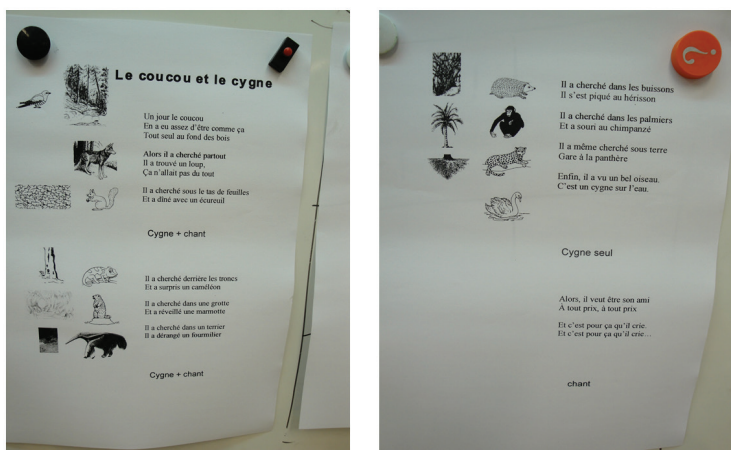 Le coucou et le cygne
Un jour le coucou
En a eu assez d'être comme ça
Tout seul au fond des bois
Alors il a cherché partout
Il a trouvé un loup,
Ça n'allait pas du tout
Il a cherché sous le tas de feuilles
Et a dîné avec un écureuil
Cygne + chant
Il a cherché derrière les troncs
Et a surpris un caméléon
Il a cherché dans une grotte
Et a réveillé une marmotte
Il a cherché dans un terrier
Il a dérangé un fourmilier
Cygne + chant
Il a cherché dans les buissons
Il s'est piqué au hérisson
Il a cherché dans les palmiers
Et a souri au chimpanzé
Il a même cherché sous terre
Gare à la panthère
Enfin, il a vu un bel oiseau.
C'est un cygne sur l'eau.
Cygne seul
Alors, il veut être son ami
À tout prix, à tout prix
Et c'est pour ça qu'il crie.
Et c'est pour ça qu'il crie…
chant